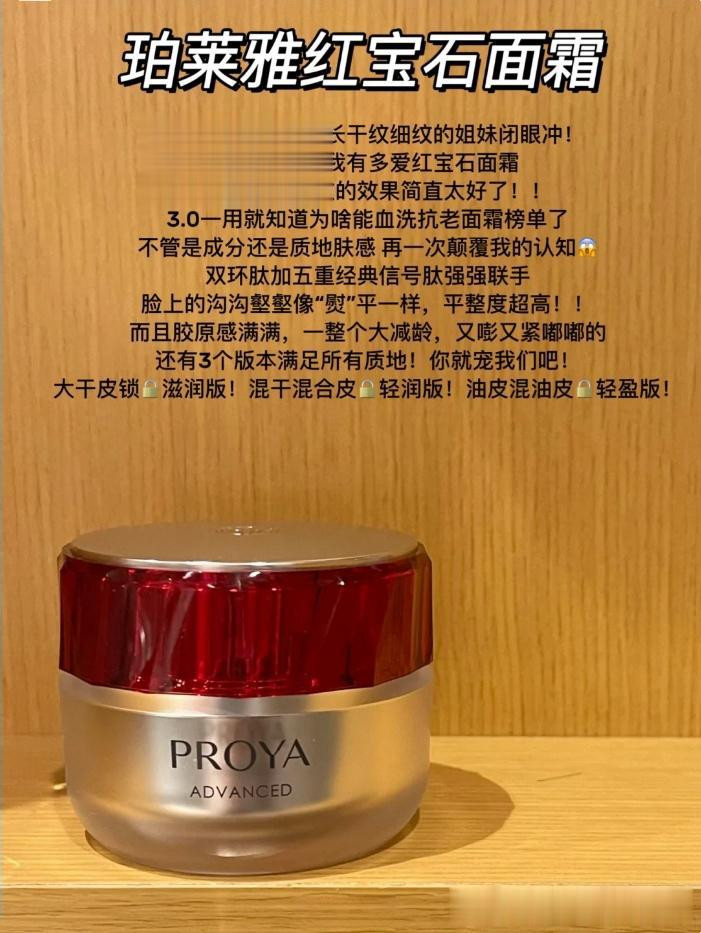 珀莱雅红宝石面霜
干纹细纹的姐妹闭眼冲！
有多爱红宝石面霜
的效果简直太好了！！
3.0一用就知道为啥能血洗抗老面霜榜单了
不管是成分还是质地肤感 再一次颠覆我的认知😱
双环肽加五重经典信号肽强强联手
脸上的沟沟壑壑像“熨”平一样，平整度超高！！
而且胶原感满满，一整个大减龄，又嘭又紧嘟嘟的
还有3个版本满足所有质地！你就宠我们吧！
大干皮锁🔒滋润版！混干混合皮🔒轻润版！油皮混油皮🔒轻盈版！
PROYA
ADVANCED